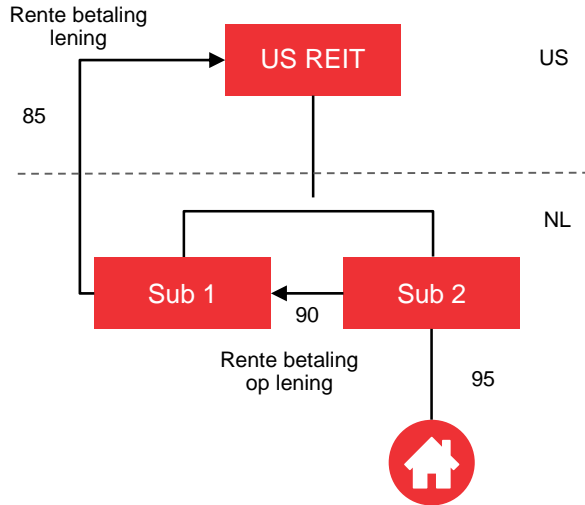 Rente betaling
lening
US REIT
US
85
NL
Sub 1
Sub 2
90
Rente betaling
op lening
95